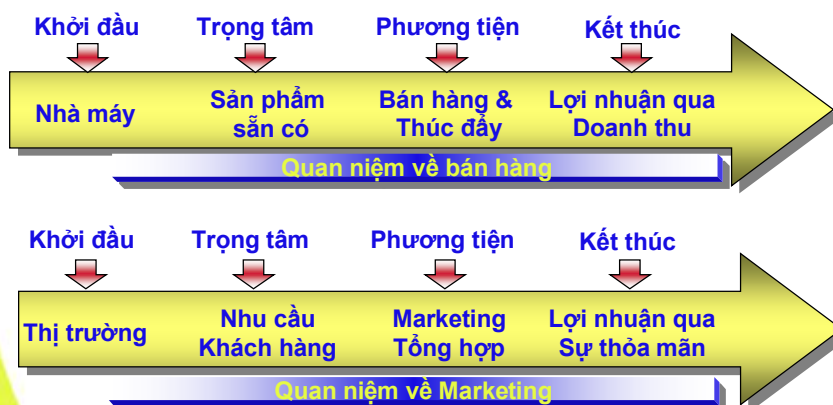 Khởi đầu Trọng tâm Phương tiện Kết thúc
Nhà máy Sản phẩm sẵn có Bán hàng & Thúc đẩy Lợi nhuận qua Doanh thu
Quan niệm về bán hàng
Khởi đầu Trọng tâm Phương tiện Kết thúc
Thị trường Nhu cầu Khách hàng Marketing Tổng hợp Lợi nhuận qua Sự thỏa mãn
Quan niệm về Marketing